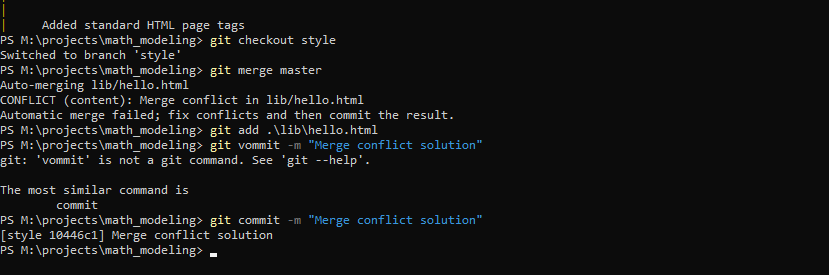 |
|     Added standard HTML page tags
PS M:\projects\math_modeling> git checkout style
Switched to branch 'style'
PS M:\projects\math_modeling> git merge master
Auto-merging lib/hello.html
CONFLICT (content): Merge conflict in lib/hello.html
Automatic merge failed; fix conflicts and then commit the result.
PS M:\projects\math_modeling> git add .\lib\hello.html
PS M:\projects\math_modeling> git vommit -m "Merge conflict solution"
git: 'vommit' is not a git command. See 'git --help'.

The most similar command is
        commit
PS M:\projects\math_modeling> git commit -m "Merge conflict solution"
[style 10446c1] Merge conflict solution
PS M:\projects\math_modeling>